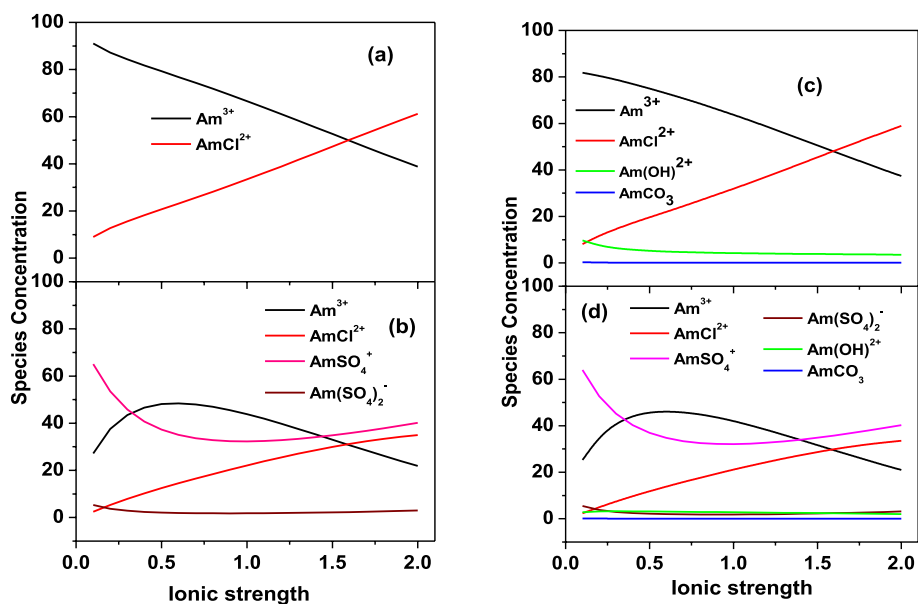 Species Concentration
100
80
60
40
20
0
(a)
Am³⁺
AmCl²⁺
100
80
60
40
20
0
(b)
Am³⁺
AmCl²⁺
AmSO₄⁺
Am(SO₄)₂⁻
0.0 0.5 1.0 1.5 2.0
Ionic strength
Species Concentration
100
80
60
40
20
0
(c)
Am³⁺
AmCl²⁺
Am(OH)²⁺
AmCO₃
100
80
60
40
20
0
(d)
Am³⁺
AmCl²⁺
AmSO₄⁺
Am(SO₄)₂⁻
Am(OH)²⁺
AmCO₃
0.0 0.5 1.0 1.5 2.0
Ionic strength